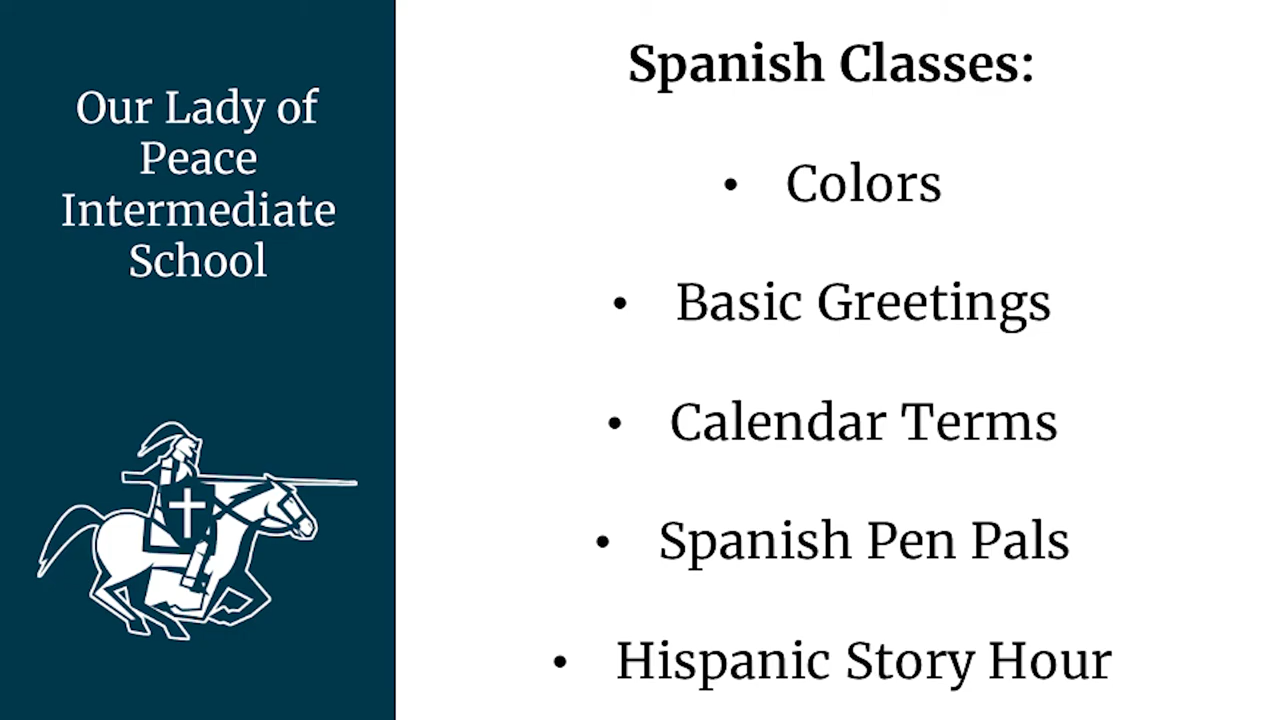 Our Lady of
Peace
Intermediate
School
Spanish Classes:
• Colors
• Basic Greetings
• Calendar Terms
• Spanish Pen Pals
• Hispanic Story Hour